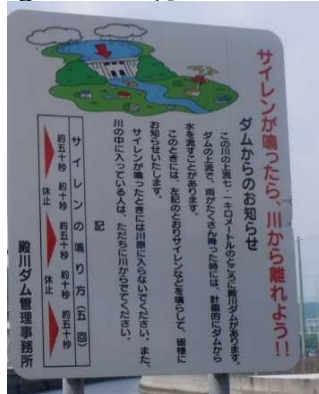 サイレンが鳴ったら、川から離れよう!!
ダムからのお知らせ
この川の上流七・一キロメートルのところに殿川ダムがあります。
ダムの上流で、雨がたくさん降った時には、計画的にダムから
水を流すことがあります。
このときには、左記のとおりサイレンなどを鳴らして、皆様に
お知らせいたします。
サイレンが鳴ったときには川原に入らないでください。また、
川の中に入っている人は、ただちに川からでてください。
記
サイレンの鳴り方(五回)
約五十秒
約十秒
休止
約五十秒
約十秒
休止
約五十秒
殿川ダム管理事務所